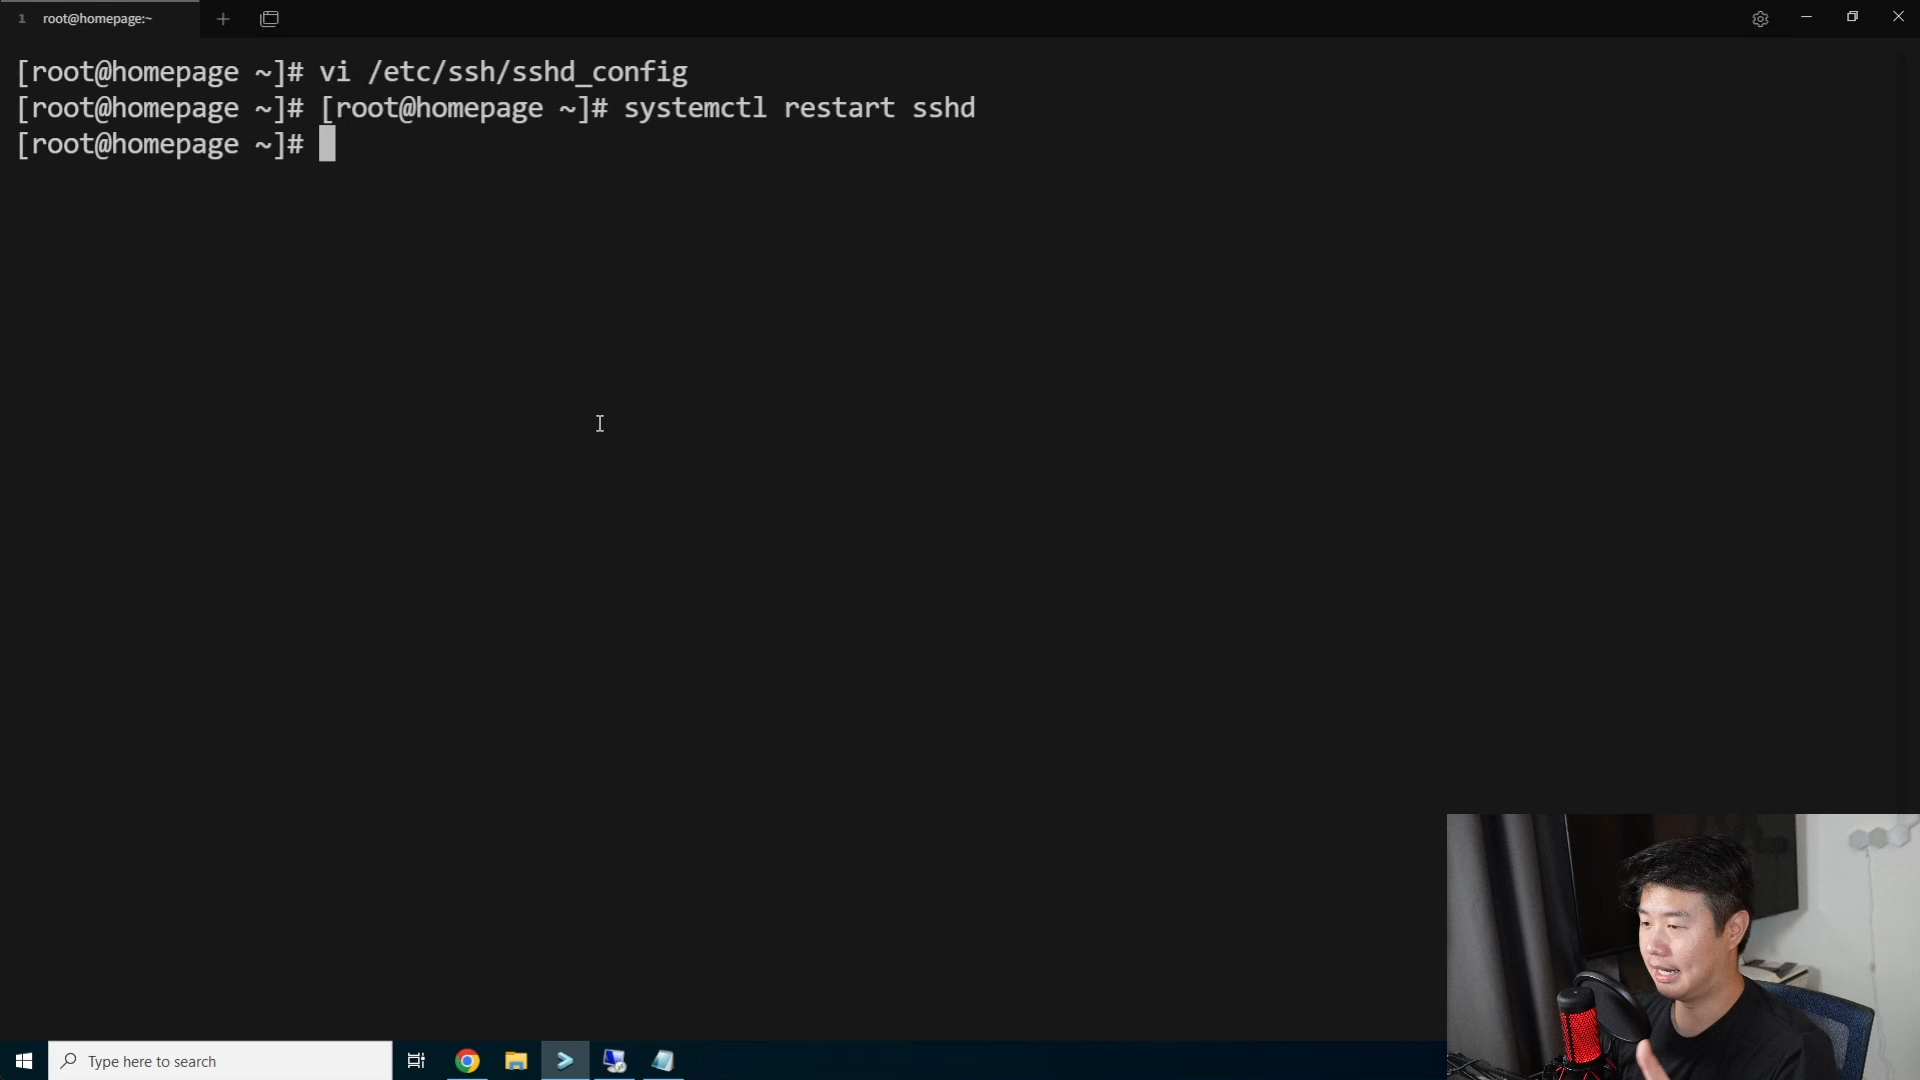 1 root@homepage:~
[root@homepage ~]# vi /etc/ssh/sshd_config
[root@homepage ~]# [root@homepage ~]# systemctl restart sshd
[root@homepage ~]#
Type here to search